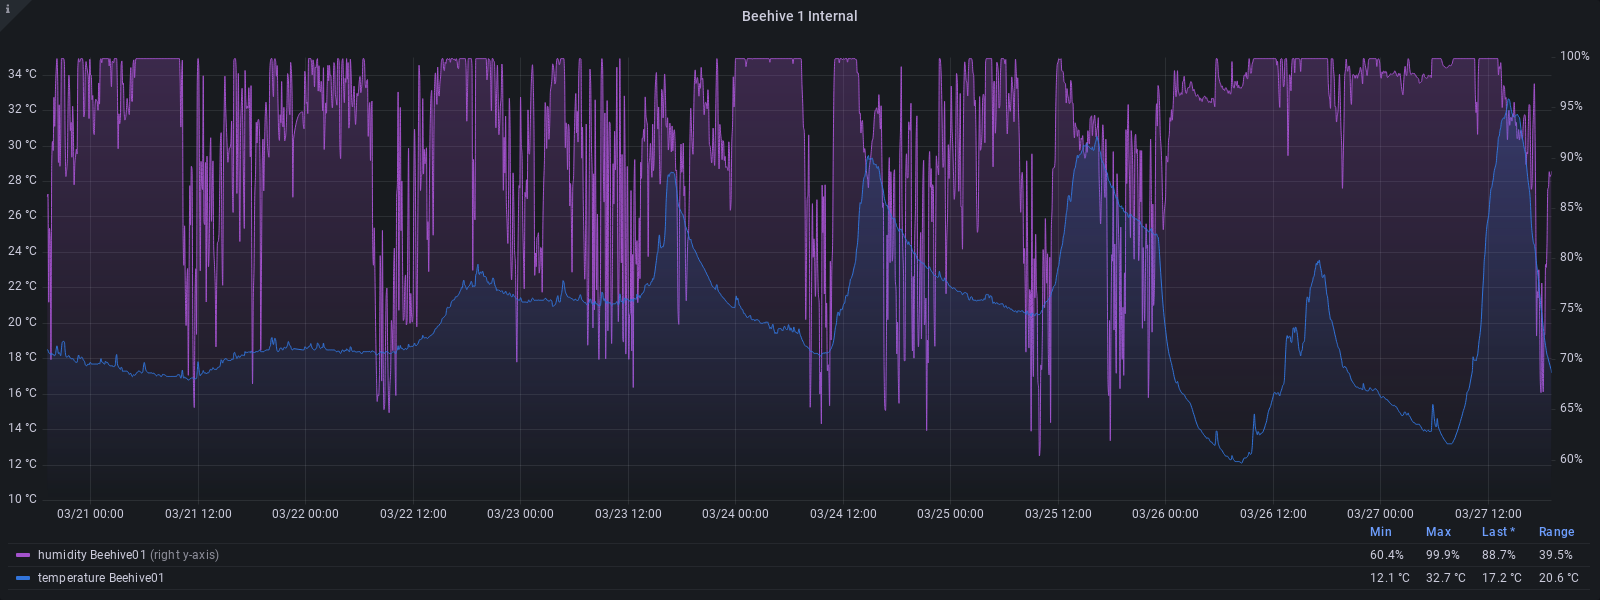 i
Beehive 1 Internal
34 °C
32 °C
30 °C
28 °C
26 °C
24 °C
22 °C
20 °C
18 °C
16 °C
14 °C
12 °C
10 °C
100%
95%
90%
85%
80%
75%
70%
65%
60%
03/21 00:00 03/21 12:00 03/22 00:00 03/22 12:00 03/23 00:00 03/23 12:00 03/24 00:00 03/24 12:00 03/25 00:00 03/25 12:00 03/26 00:00 03/26 12:00 03/27 00:00 03/27 12:00
Min Max Last * Range
humidity Beehive01 (right y-axis) 60.4% 99.9% 88.7% 39.5%
temperature Beehive01 12.1 °C 32.7 °C 17.2 °C 20.6 °C